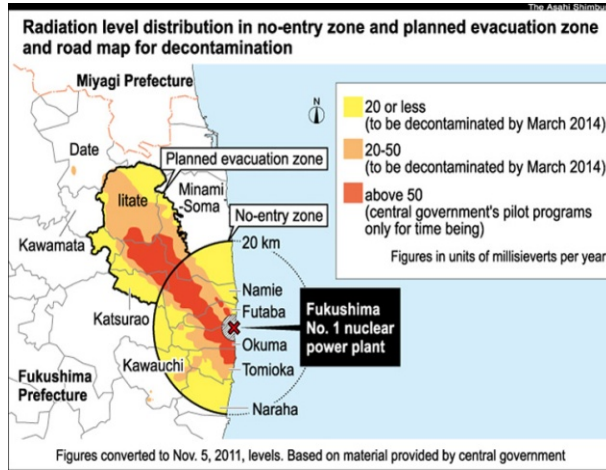 The Asahi Shimbun
Radiation level distribution in no-entry zone and planned evacuation zone
and road map for decontamination
Miyagi Prefecture
N
20 or less
(to be decontaminated by March 2014)
20-50
(to be decontaminated by March 2014)
above 50
(central government's pilot programs
only for time being)
Figures in units of millisieverts per year
Date
Planned evacuation zone
Iitate
Minami
-Soma
No-entry zone
Kawamata
20 km
Namie
Futaba
Fukushima
No. 1 nuclear
power plant
Katsurao
Okuma
Kawauchi
Tomioka
Fukushima
Prefecture
Naraha
Figures converted to Nov. 5, 2011, levels. Based on material provided by central government